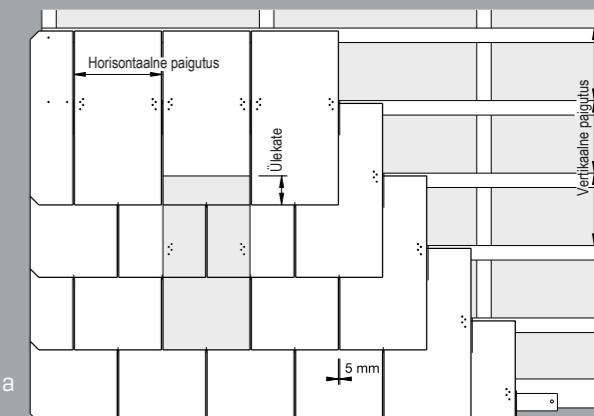 Horisontaalne paigutus
Ülekate
Vertikaalne paigutus
5 mm
a